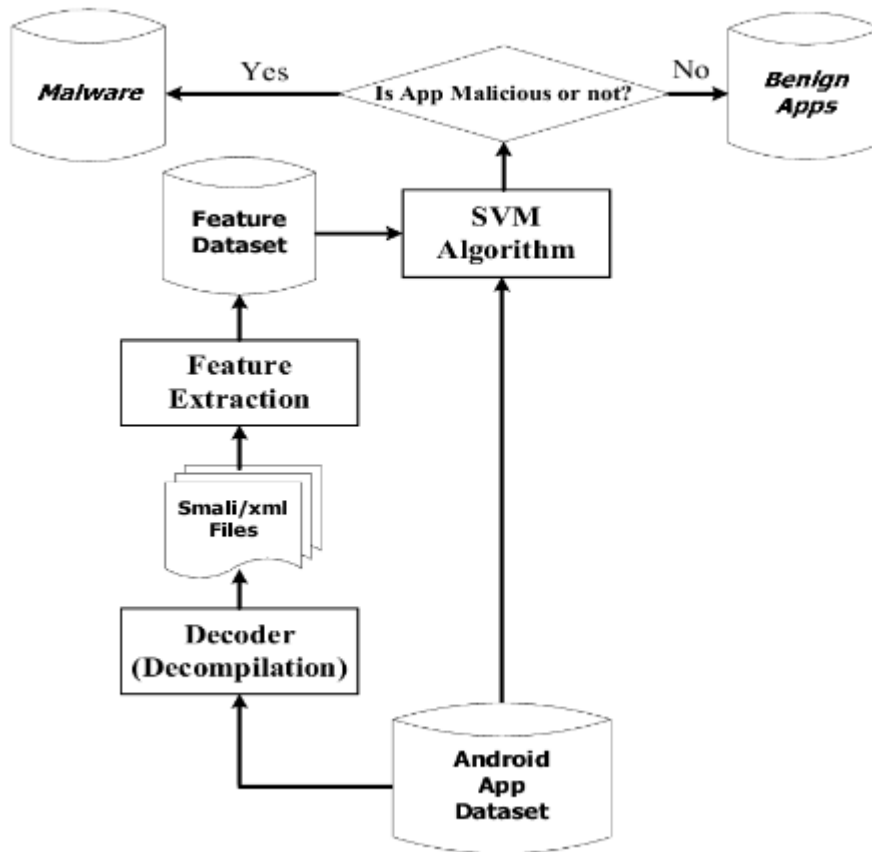 Malware
Yes
Is App Malicious or not?
No
Benign
Apps
Feature
Dataset
SVM
Algorithm
Feature
Extraction
Smali/xml
Files
Decoder
(Decompilation)
Android
App
Dataset